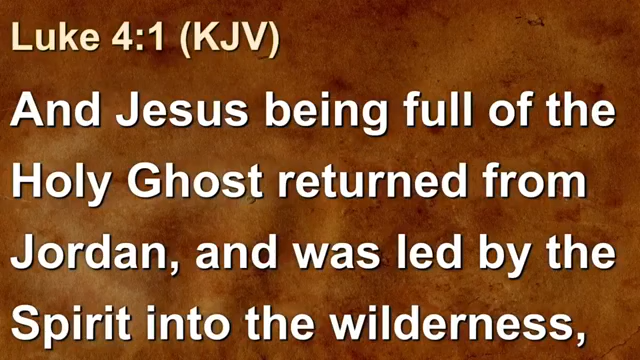 Luke 4:1 (KJV)
And Jesus being full of the
Holy Ghost returned from
Jordan, and was led by the
Spirit into the wilderness,